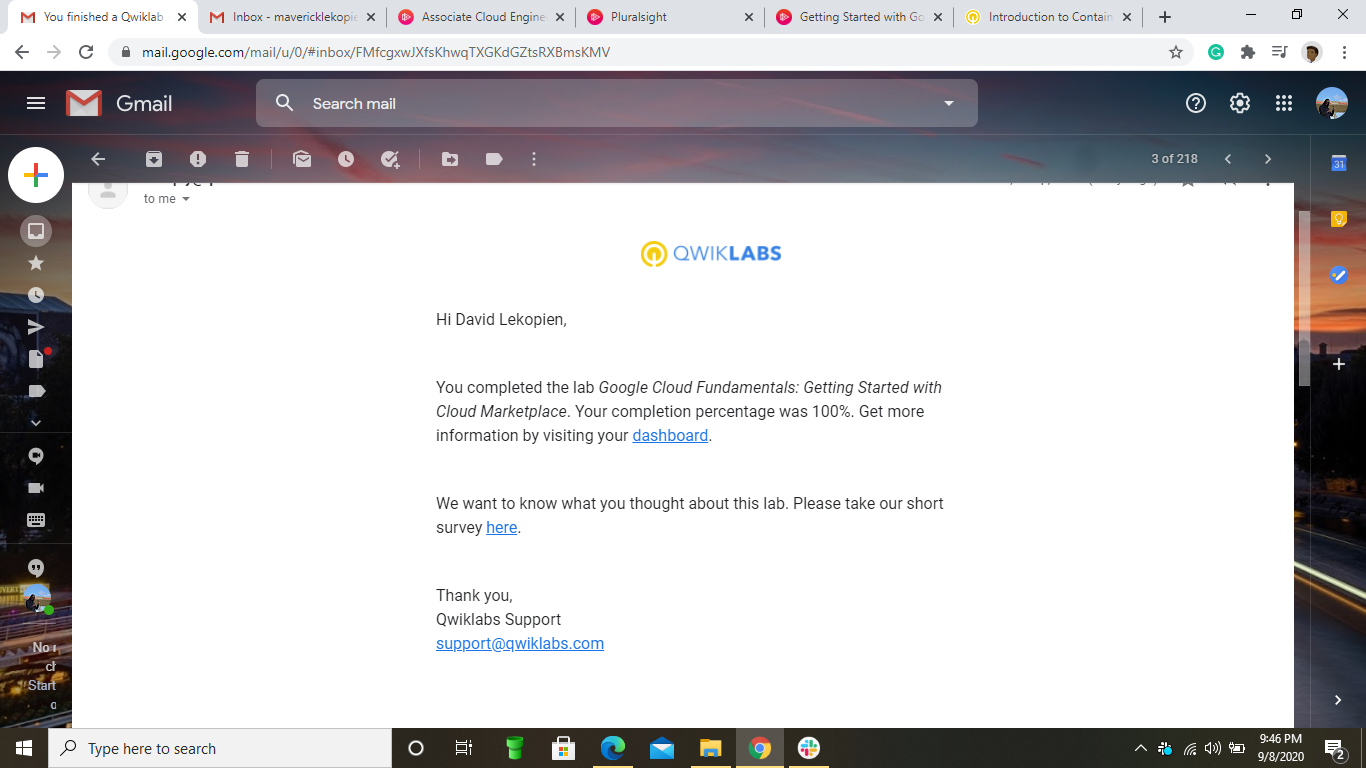 You finished a Qwiklab
Inbox - mavericklekopie
Associate Cloud Engine
Pluralsight
Getting Started with Go
Introduction to Contain
mail.google.com/mail/u/0/#inbox/FMfcgxwJXfsKhwqTXGKdGZtsRXBmsKMV
Gmail
Search mail
3 of 218
31
to me
QWIKLABS
Hi David Lekopien,
You completed the lab Google Cloud Fundamentals: Getting Started with
Cloud Marketplace. Your completion percentage was 100%. Get more
information by visiting your dashboard.
We want to know what you thought about this lab. Please take our short
survey here.
Thank you,
Qwiklabs Support
support@qwiklabs.com
No
Start
Type here to search
9:46 PM
9/8/2020
2